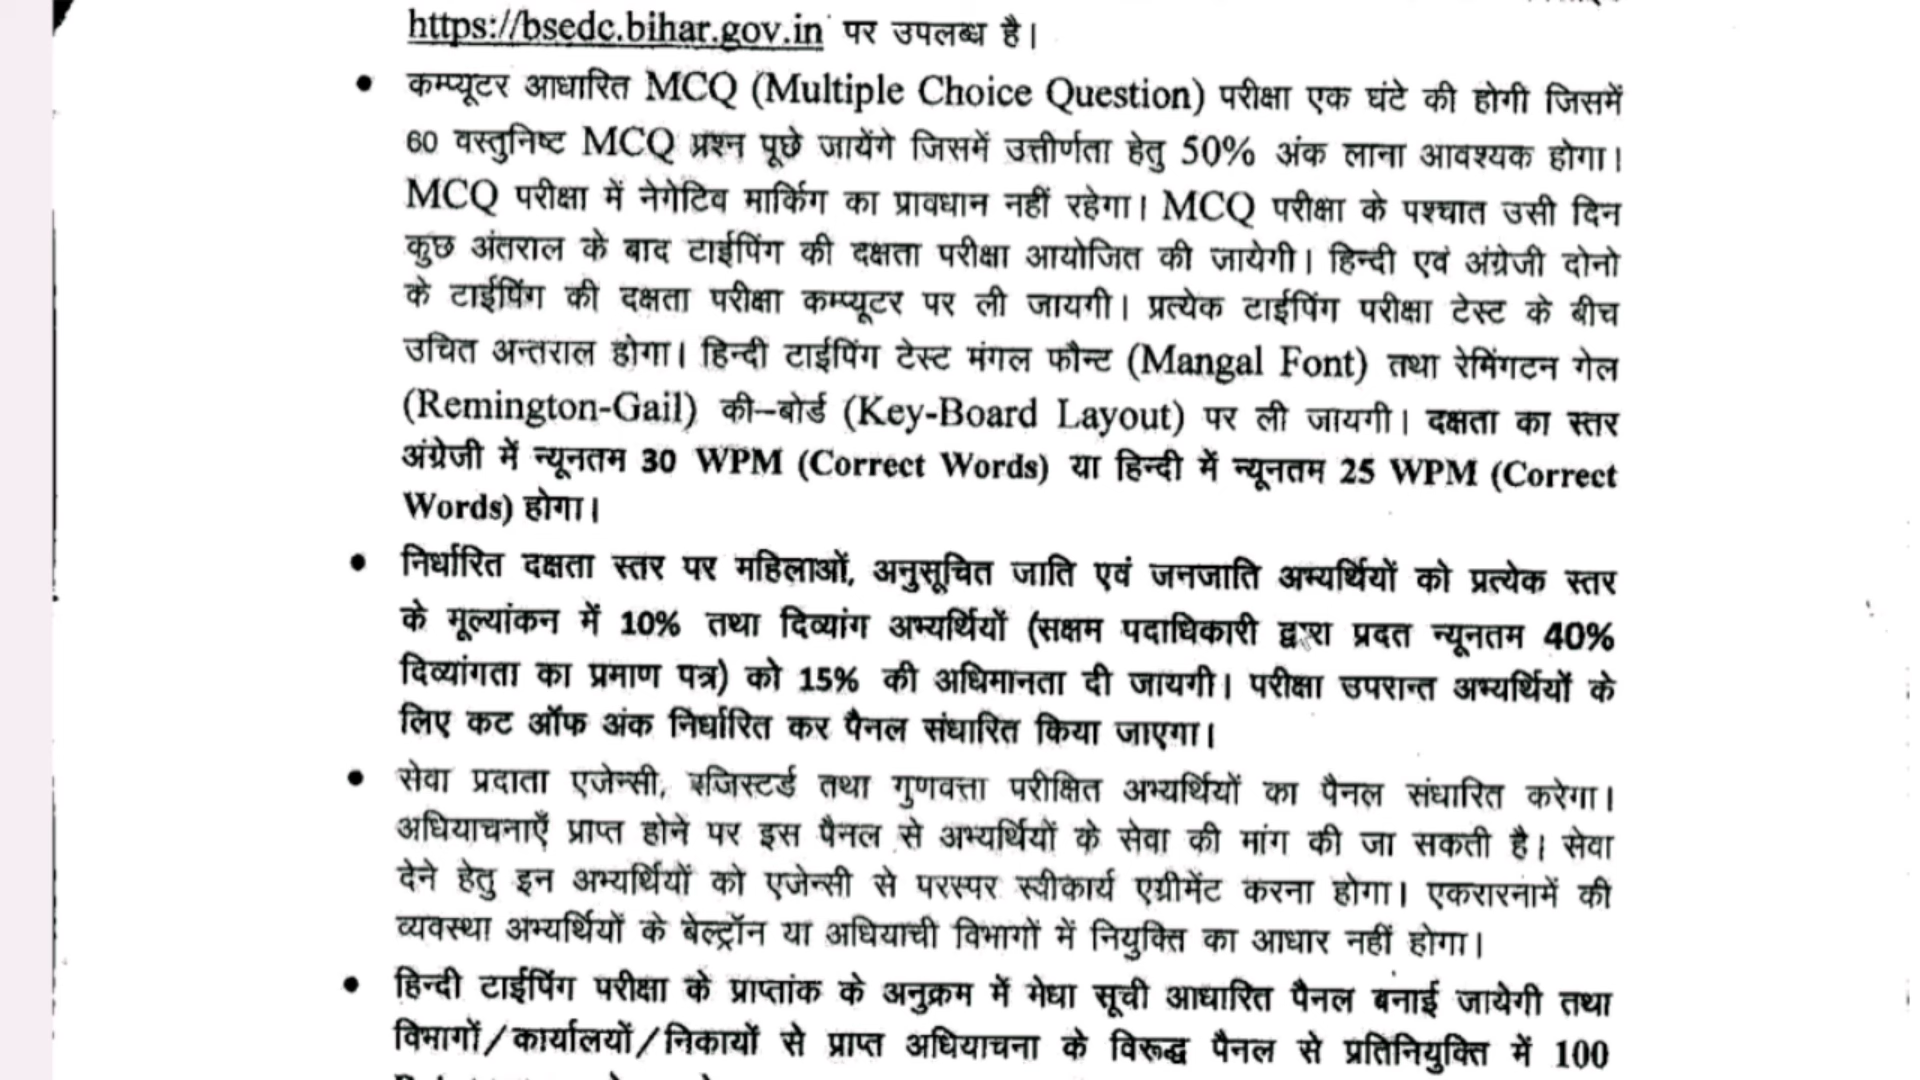 https://bsedc.bihar.gov.in पर उपलब्ध है।
• कम्प्यूटर आधारित MCQ (Multiple Choice Question) परीक्षा एक घंटे की होगी जिसमें
60 वस्तुनिष्ट MCQ प्रश्न पूछे जायेंगे जिसमें उत्तीर्णता हेतु 50% अंक लाना आवश्यक होगा।
MCQ परीक्षा में नेगेटिव मार्किंग का प्रावधान नहीं रहेगा। MCQ परीक्षा के पश्चात उसी दिन
कुछ अंतराल के बाद टाईपिंग की दक्षता परीक्षा आयोजित की जायेगी। हिन्दी एवं अंग्रेजी दोनो
के टाईपिंग की दक्षता परीक्षा कम्प्यूटर पर ली जायगी। प्रत्येक टाईपिंग परीक्षा टेस्ट के बीच
उचित अन्तराल होगा। हिन्दी टाईपिंग टेस्ट मंगल फौन्ट (Mangal Font) तथा रेमिंगटन गेल
(Remington-Gail) की–बोर्ड (Key-Board Layout) पर ली जायगी। दक्षता का स्तर
अंग्रेजी में न्यूनतम 30 WPM (Correct Words) या हिन्दी में न्यूनतम 25 WPM (Correct
Words) होगा।
• निर्धारित दक्षता स्तर पर महिलाओं, अनुसूचित जाति एवं जनजाति अभ्यर्थियों को प्रत्येक स्तर
के मूल्यांकन में 10% तथा दिव्यांग अभ्यर्थियों (सक्षम पदाधिकारी द्वारा प्रदत न्यूनतम 40%
दिव्यांगता का प्रमाण पत्र) को 15% की अधिमानता दी जायगी। परीक्षा उपरान्त अभ्यर्थियों के
लिए कट ऑफ अंक निर्धारित कर पैनल संधारित किया जाएगा।
• सेवा प्रदाता एजेन्सी, रजिस्टर्ड तथा गुणवत्ता परीक्षित अभ्यर्थियों का पैनल संधारित करेगा।
अधियाचनाएँ प्राप्त होने पर इस पैनल से अभ्यर्थियों के सेवा की मांग की जा सकती है। सेवा
देने हेतु इन अभ्यर्थियों को एजेन्सी से परस्पर स्वीकार्य एग्रीमेंट करना होगा। एकरारनामें की
व्यवस्था अभ्यर्थियों के बेल्ट्रॉन या अधियाची विभागों में नियुक्ति का आधार नहीं होगा।
• हिन्दी टाईपिंग परीक्षा के प्राप्तांक के अनुक्रम में मेधा सूची आधारित पैनल बनाई जायेगी तथा
विभागों/कार्यालयों/निकायों से प्राप्त अधियाचना के विरूद्ध पैनल से प्रतिनियुक्ति में 100